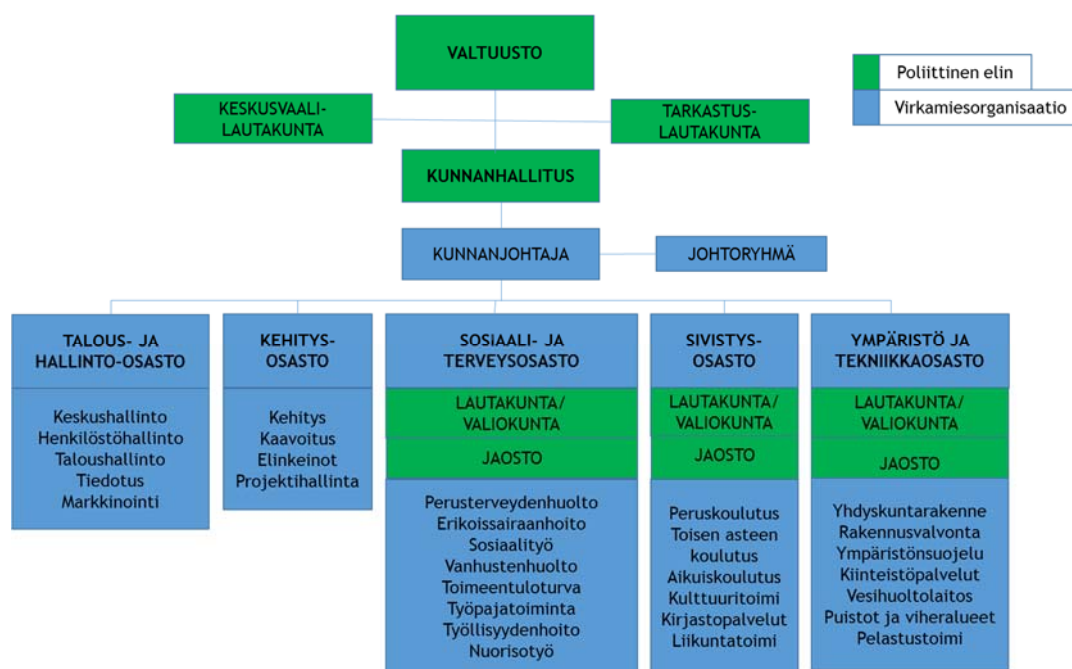 VALTUUSTO
Poliittinen elin
Virkamiesorganisaatio
KESKUSVAALI-
LAUTAKUNTA
TARKASTUS-
LAUTAKUNTA
KUNNANHALLITUS
KUNNANJOHTAJA
JOHTORYHMÄ
TALOUS- JA
HALLINTO-OSASTO
Keskushallinto
Henkilöstöhallinto
Taloushallinto
Tiedotus
Markkinointi
KEHITYS-
OSASTO
Kehitys
Kaavoitus
Elinkeinot
Projektihallinta
SOSIAALI- JA
TERVEYSOSASTO
LAUTAKUNTA/
VALIOKUNTA
JAOSTO
Perusterveydenhuolto
Erikoissairaanhoito
Sosiaalityö
Vanhustenhuolto
Toimeentuloturva
Työpajatoiminta
Työllisyydenhoito
Nuorisotyö
SIVISTYS-
OSASTO
LAUTAKUNTA/
VALIOKUNTA
JAOSTO
Peruskoulutus
Toisen asteen
koulutus
Aikuiskoulutus
Kulttuuritoimi
Kirjastopalvelut
Liikuntatoimi
YMPÄRISTÖ JA
TEKNIIKKAOSASTO
LAUTAKUNTA/
VALIOKUNTA
JAOSTO
Yhdyskuntarakenne
Rakennusvalvonta
Ympäristönsuojelu
Kiinteistöpalvelut
Vesihuoltolaitos
Puistot ja viheralueet
Pelastustoimi